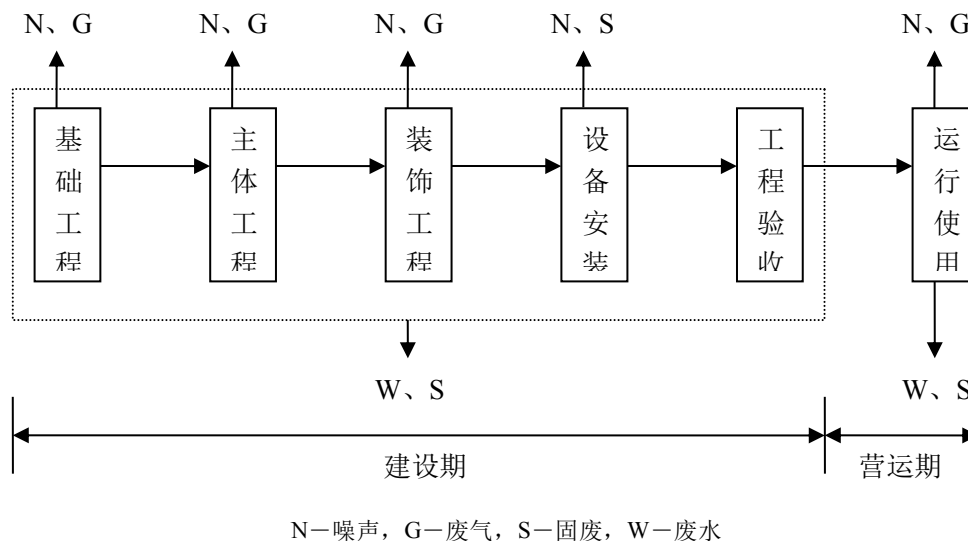 N、G
N、G
N、G
N、S
N、G
基础工程
主体工程
装饰工程
设备安装
工程验收
运行使用
W、S
W、S
建设期
营运期
N－噪声，G－废气，S－固废，W－废水